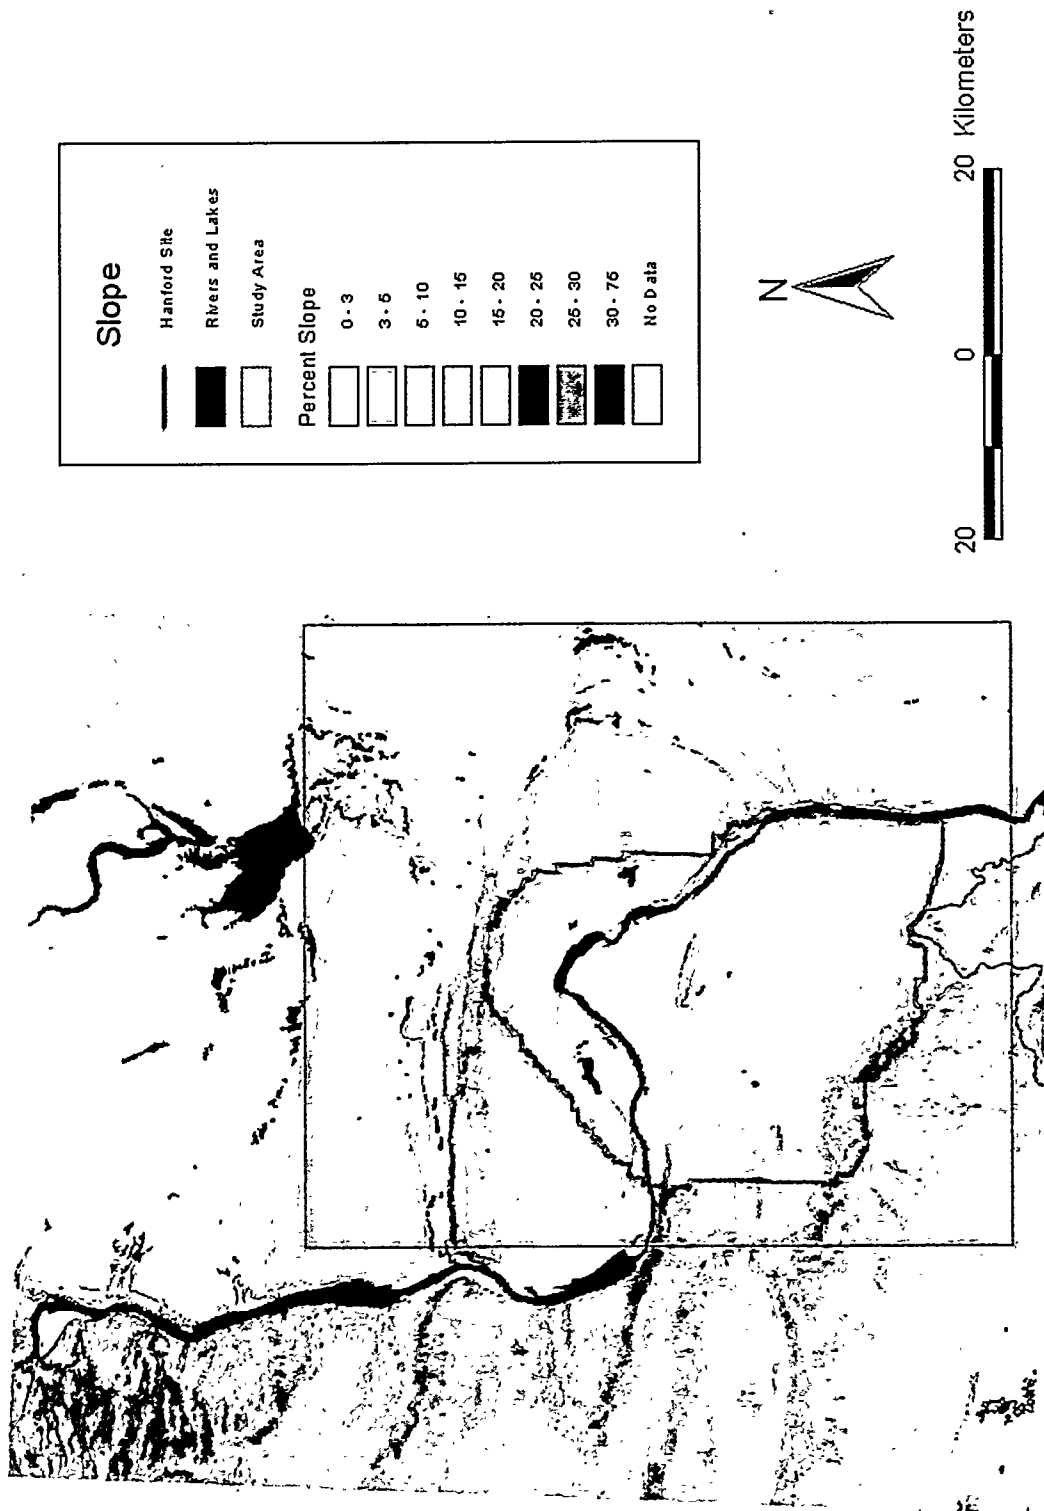 Slope
Hanford Site
Rivers and Lakes
Study Area
Percent Slope
0 - 3
3 - 5
5 - 10
10 - 15
15 - 20
20 - 25
25 - 30
30 - 75
No Data
N
20 0 20 Kilometers